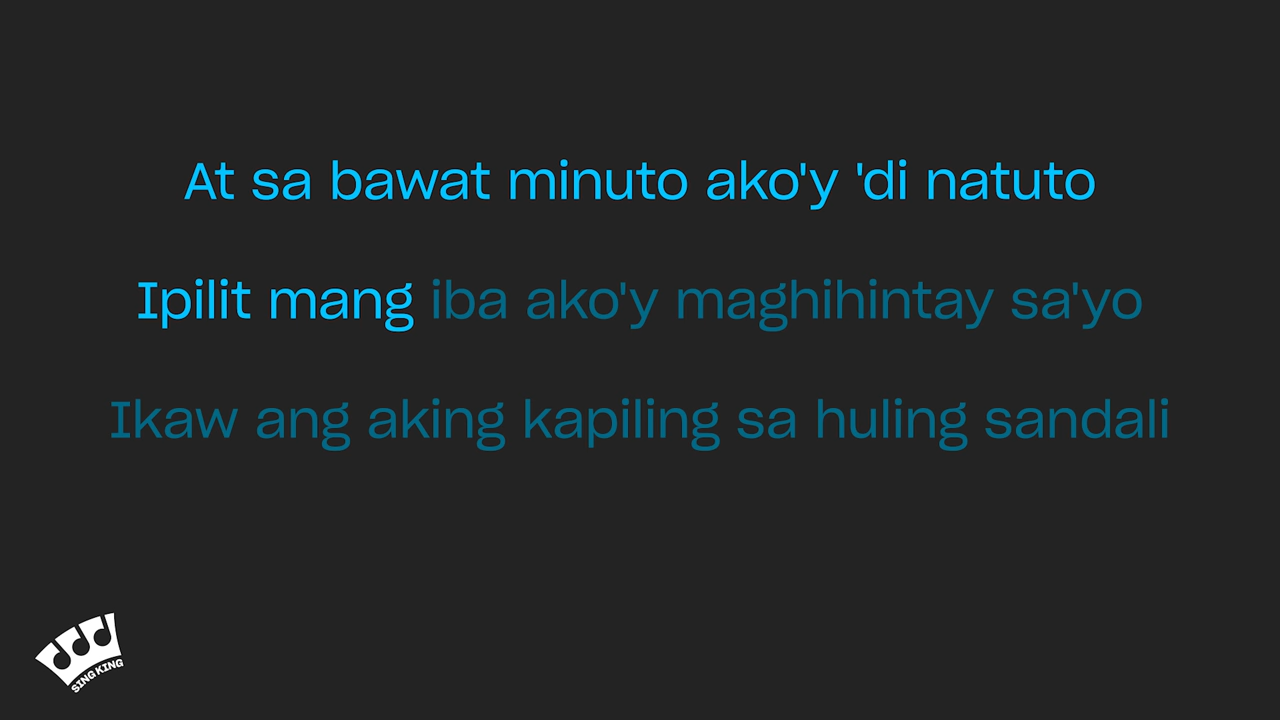 At sa bawat minuto ako'y 'di natuto
Ipilit mang iba ako'y maghihintay sa'yo
Ikaw ang aking kapiling sa huling sandali
SING KING